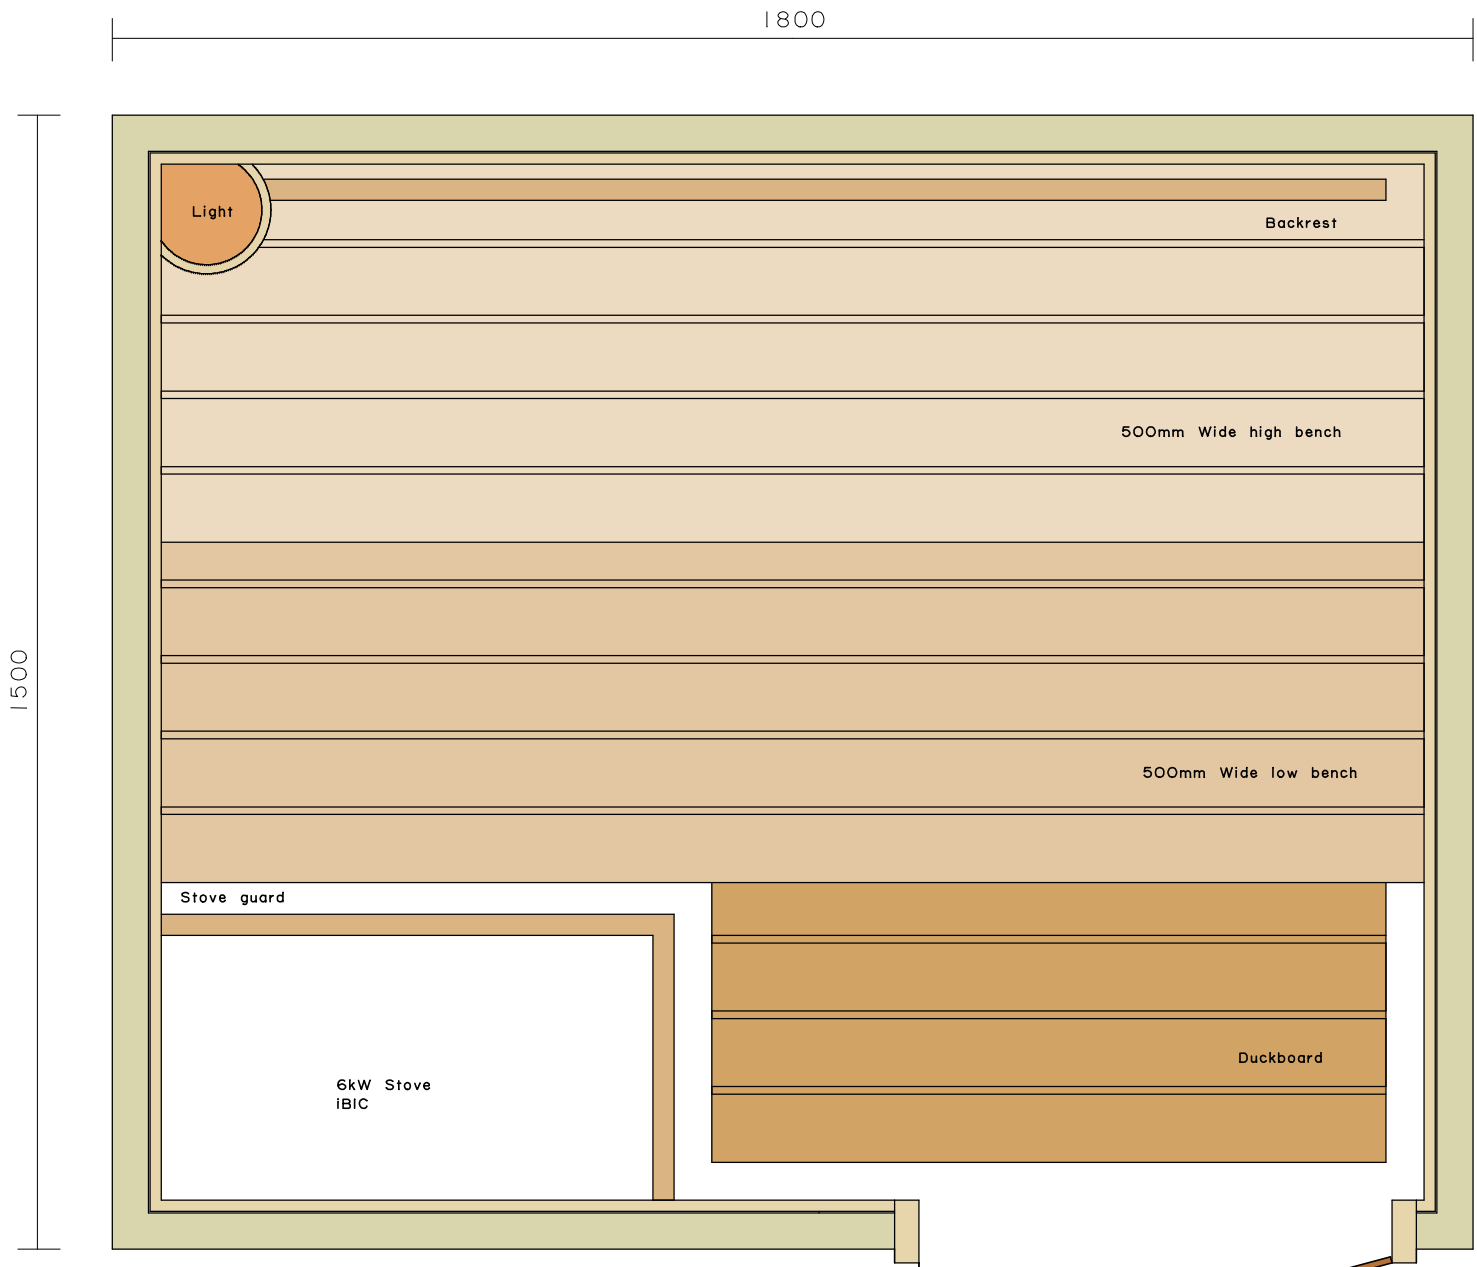 1800
Light
Backrest
500mm Wide high bench
1500
500mm Wide low bench
Stove guard
Duckboard
6kW Stove
iBIC